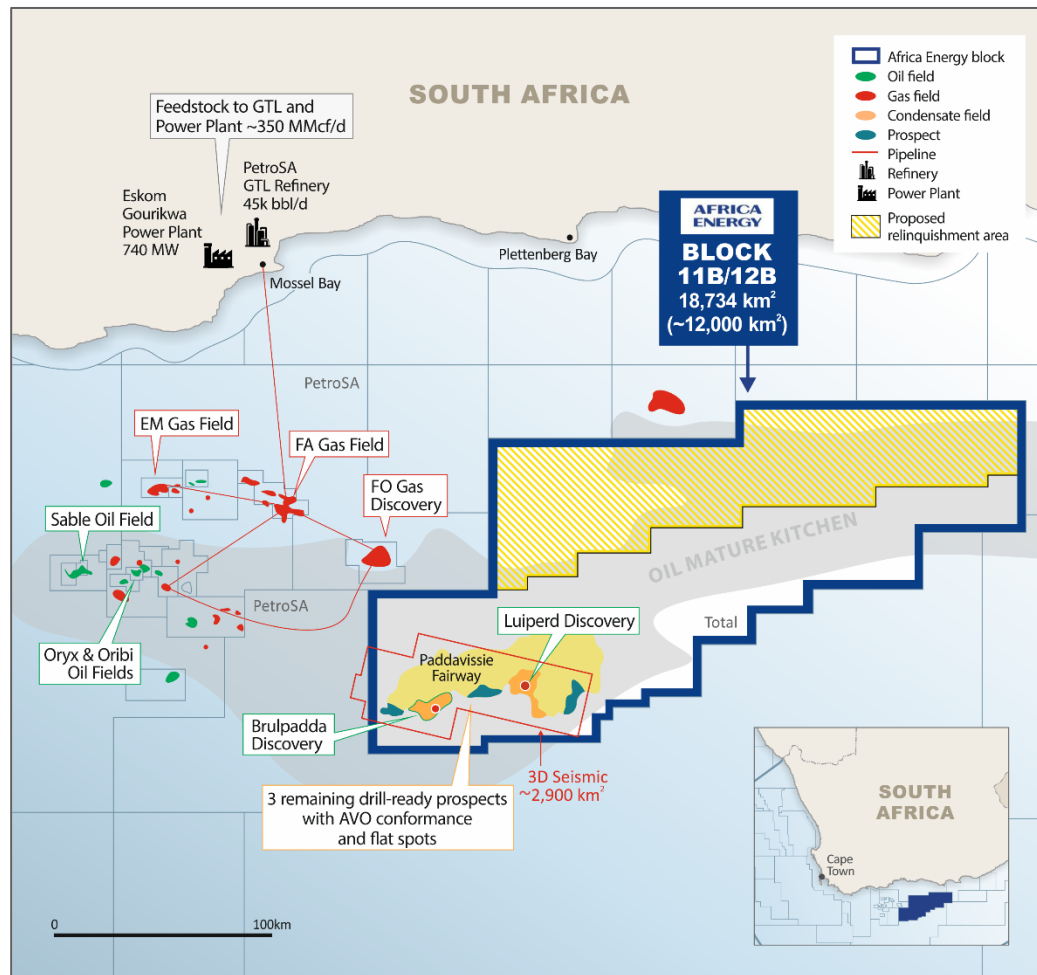 SOUTH AFRICA
Feedstock to GTL and
Power Plant ~350 MMcf/d
PetroSA
GTL Refinery
45k bbl/d
Eskom
Gourikwa
Power Plant
740 MW
Mossel Bay
Plettenberg Bay
Africa Energy block
Oil field
Gas field
Condensate field
Prospect
Pipeline
Refinery
Power Plant
Proposed
relinquishment area
AFRICA
ENERGY
BLOCK
11B/12B
18,734 km²
(~12,000 km²)
PetroSA
EM Gas Field
FA Gas Field
FO Gas
Discovery
Sable Oil Field
OIL MATURE KITCHEN
PetroSA
Oryx & Oribi
Oil Fields
Luiperd Discovery
Total
Paddavissie
Fairway
Brulpadda
Discovery
3D Seismic
~2,900 km²
3 remaining drill-ready prospects
with AVO conformance
and flat spots
SOUTH
AFRICA
Cape
Town
0
100km